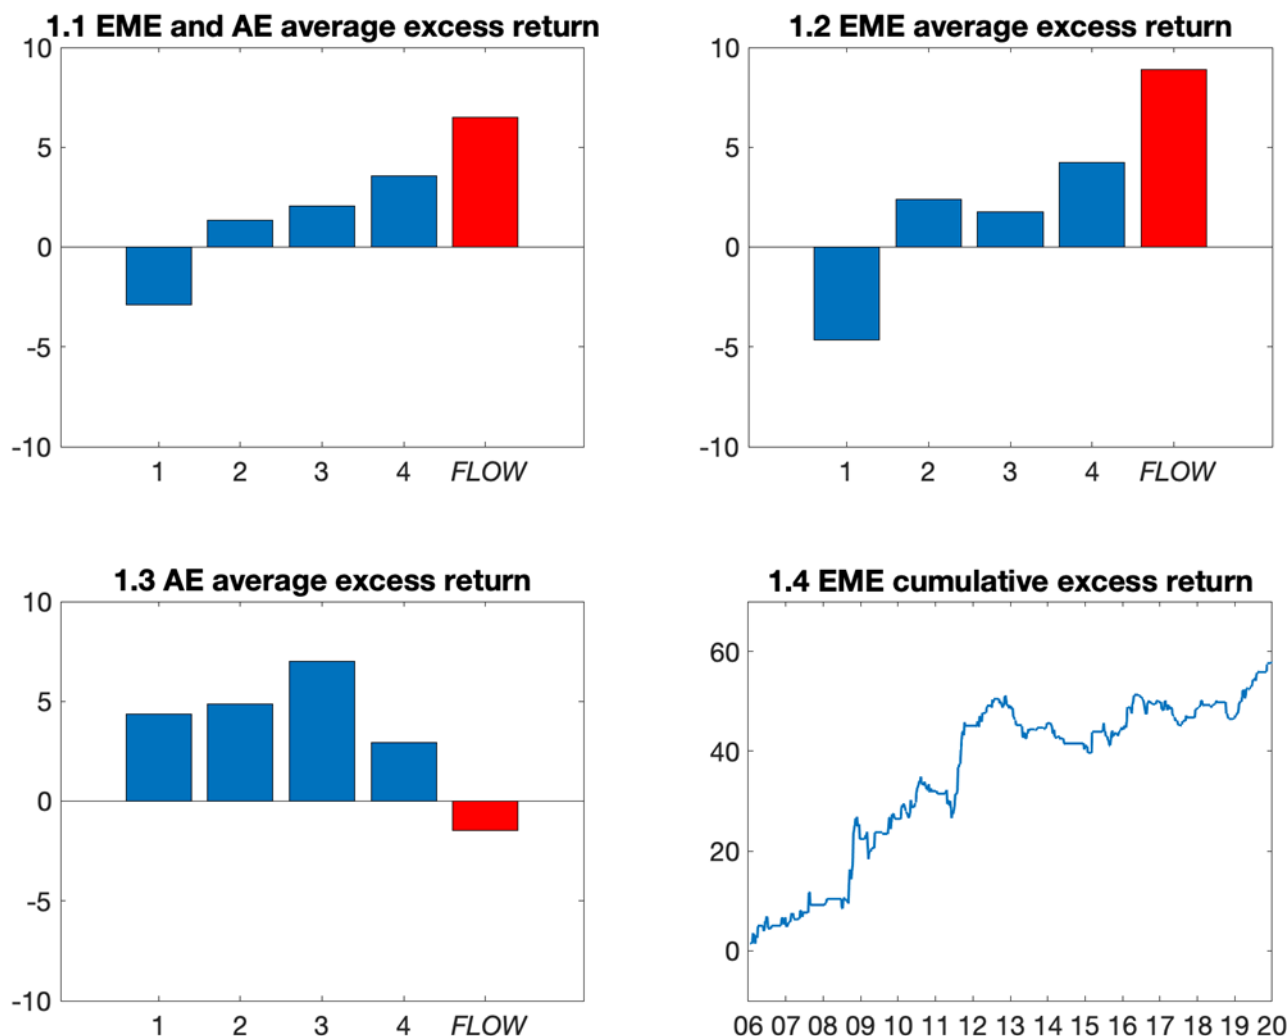 1.1 EME and AE average excess return
10
5
0
-5
-10
1 2 3 4 FLOW
1.2 EME average excess return
10
5
0
-5
-10
1 2 3 4 FLOW
1.3 AE average excess return
10
5
0
-5
-10
1 2 3 4 FLOW
1.4 EME cumulative excess return
60
40
20
0
06 07 08 09 10 11 12 13 14 15 16 17 18 19 20